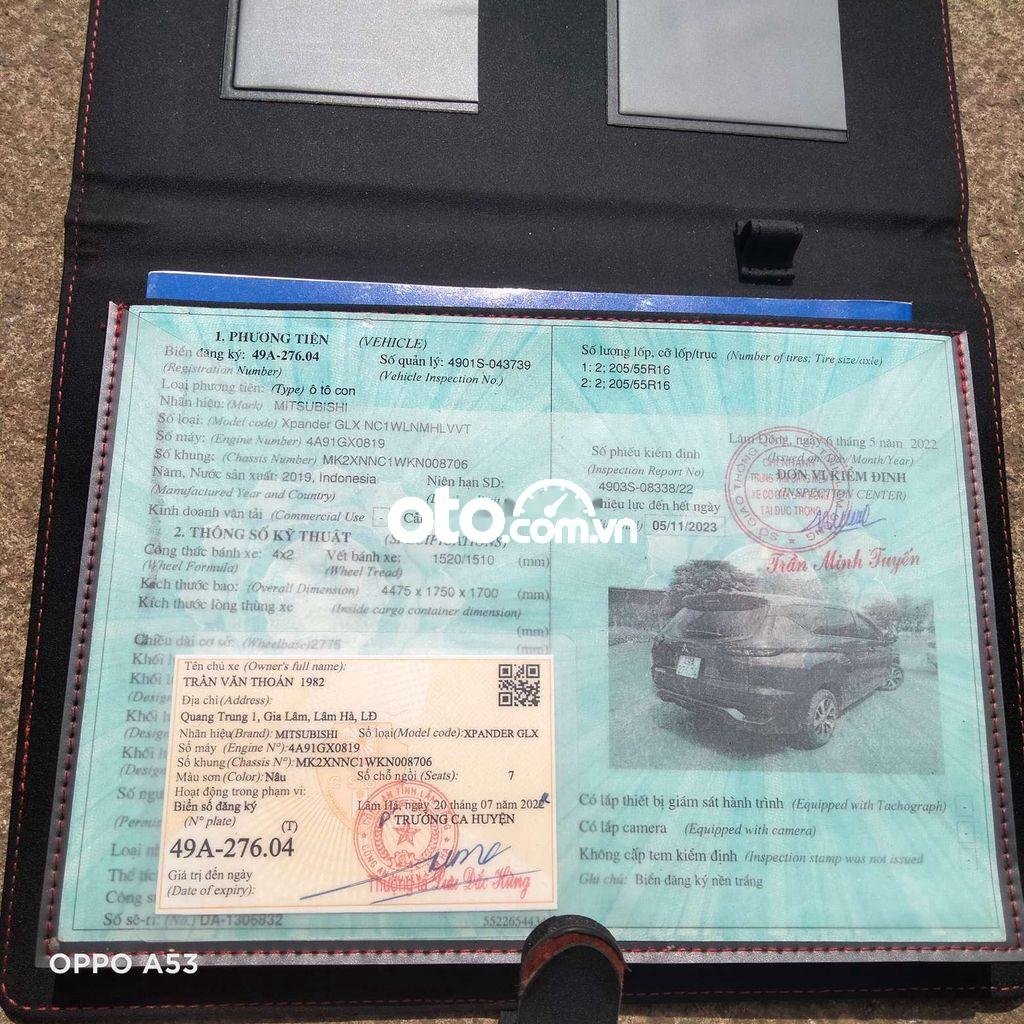 1. PHƯƠNG TIỆN (VEHICLE)
Biển đăng ký: 49A-276.04 Số quản lý: 4901S-043739
(Registration Number) (Vehicle Inspection No.)
Loại phương tiện: (Type) ô tô con
Nhãn hiệu: (Mark) MITSUBISHI
Số loại: (Model code) Xpander GLX NC1WLNMHLVVT
Số máy: (Engine Number) 4A91GX0819
Số khung: (Chassis Number) MK2XNNC1WKN008706
Năm, Nước sản xuất: 2019, Indonesia Niên hạn SD:
(Manufactured Year and Country)
Kinh doanh vận tải (Commercial Use
2. THÔNG SỐ KỸ THUẬT
Công thức bánh xe: 4x2 Vết bánh xe: 1520/1510 (mm)
(Wheel Formula) (Wheel Tread)
Kích thước bao: (Overall Dimension) 4475 x 1750 x 1700 (mm)
Kích thước lòng thùng xe (Inside cargo container dimension)
(mm)
Chiều dài cơ sở: (Wheelbase) 2775 (mm)
Khối
Khối
(Design
Khối
(Design
Khối
(Design
Số
Loại
Thể tíc
Công
Số sê-ri: (No.) DA-1306832
Tên chủ xe (Owner's full name):
TRẦN VĂN THOÁN 1982
Địa chỉ (Address):
Quang Trung 1, Gia Lâm, Lâm Hà, LĐ
Nhãn hiệu(Brand): MITSUBISHI Số loại(Model code):XPANDER GLX
Số máy (Engine N°):4A91GX0819
Số khung(Chassis N°):MK2XNNC1WKN008706
Màu sơn (Color):Nâu Số chỗ ngồi (Seats): 7
Hoạt động trong phạm vi:
Biển số đăng ký Lâm Hà, ngày 20 tháng 07 năm 2022
(N° plate) (T) TRƯỞNG CA HUYỆN
49A-276.04
Giá trị đến ngày
(Date of expiry):
Số lượng lốp, cỡ lốp/trục (Number of tires; Tire size/axle)
1: 2; 205/55R16
2: 2; 205/55R16
Lâm Đồng, ngày 6 tháng 5 năm 2022
(Issued on: Day/Month/Year)
Số phiếu kiểm định ĐƠN VỊ KIỂM ĐỊNH
(Inspection Report No) (INSPECTION CENTER)
4903S-08338/22
hiệu lực đến hết ngày
05/11/2023
Trần Minh Tuyển
Có lắp thiết bị giám sát hành trình (Equipped with Tachograph)
Có lắp camera (Equipped with camera)
Không cấp tem kiểm định (Inspection stamp was not issued
Ghi chú: Biển đăng ký nền trắng
oto.com.vn
OPPO A53